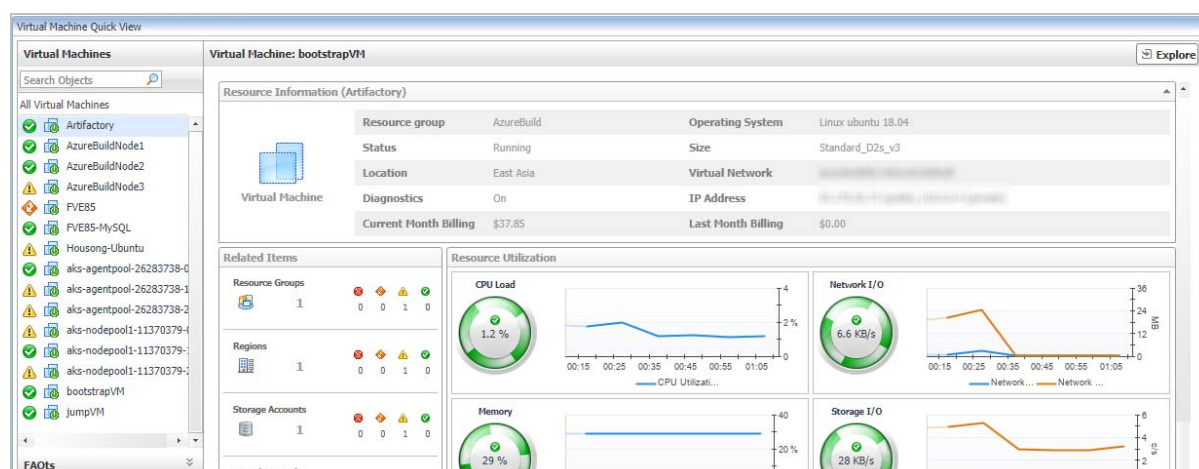 Virtual Machine Quick View
Virtual Machines
Search Objects
All Virtual Machines
Artifactory
AzureBuildNode1
AzureBuildNode2
AzureBuildNode3
FVE85
FVE85-MySQL
Housong-Ubuntu
aks-agentpool-26283738-0
aks-agentpool-26283738-1
aks-agentpool-26283738-2
aks-nodepool1-11370379-
aks-nodepool1-11370379-
aks-nodepool1-11370379-
bootstrapVM
jumpVM
FAQts
Virtual Machine: bootstrapVM
Explore
Resource Information (Artifactory)
Virtual Machine
Resource group AzureBuild Operating System Linux ubuntu 18.04
Status Running Size Standard_D2s_v3
Location East Asia Virtual Network
Diagnostics On IP Address
Current Month Billing $37.85 Last Month Billing $0.00
Related Items
Resource Groups
1 0 0 1 0
Regions
1 0 0 1 0
Storage Accounts
1 0 0 1 0
Resource Utilization
CPU Load
1.2 %
4
2 %
0
00:15 00:25 00:35 00:45 00:55 01:05
CPU Utilizati...
Network I/O
6.6 KB/s
36
24
12
0
MB
00:15 00:25 00:35 00:45 00:55 01:05
Network... Network ...
Memory
29 %
40
20 %
Storage I/O
28 KB/s
6
4
2
c/s